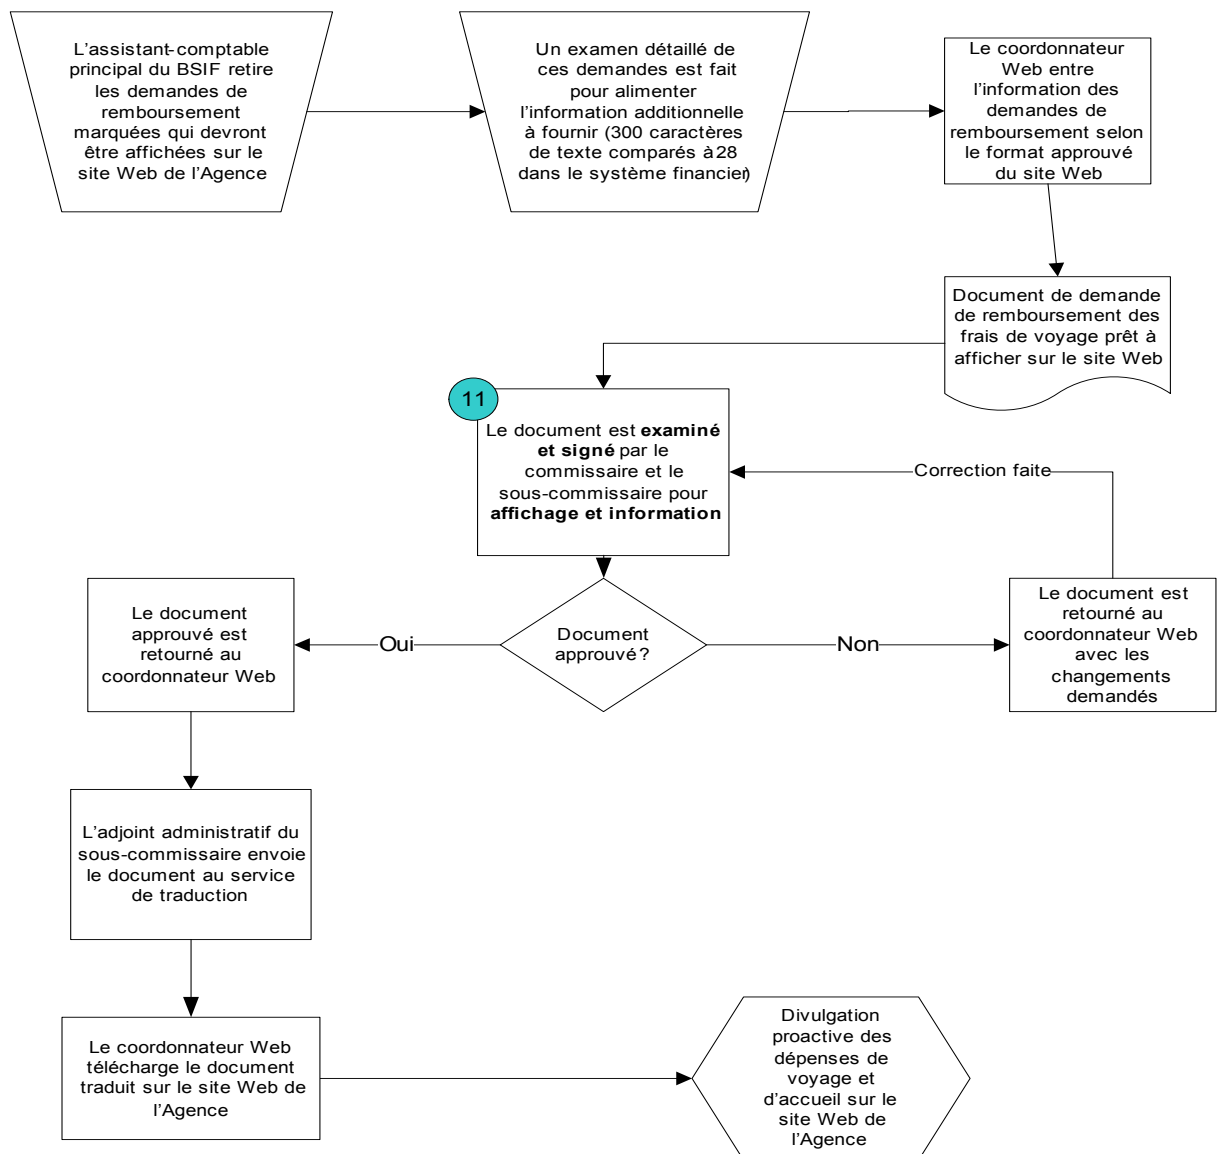 L'assistant-comptable
principal du BSIF retire
les demandes de
remboursement
marquées qui devront
être affichées sur le
site Web de l'Agence
Un examen détaillé de
ces demandes est fait
pour alimenter
l'information additionnelle
à fournir (300 caractères
de texte comparés à 28
dans le système financier)
Le coordonnateur
Web entre
l'information des
demandes de
remboursement selon
le format approuvé
du site Web
Document de demande
de remboursement des
frais de voyage prêt à
afficher sur le site Web
11
Le document est examiné
et signé par le
commissaire et le
sous-commissaire pour
affichage et information
Correction faite
Le document
approuvé est
retourné au
coordonnateur Web
Oui
Document
approuvé?
Non
Le document est
retourné au
coordonnateur Web
avec les
changements
demandés
L'adjoint administratif du
sous-commissaire envoie
le document au service
de traduction
Le coordonnateur Web
télécharge le document
traduit sur le site Web de
l'Agence
Divulgation
proactive des
dépenses de
voyage et
d'accueil sur le
site Web de
l'Agence